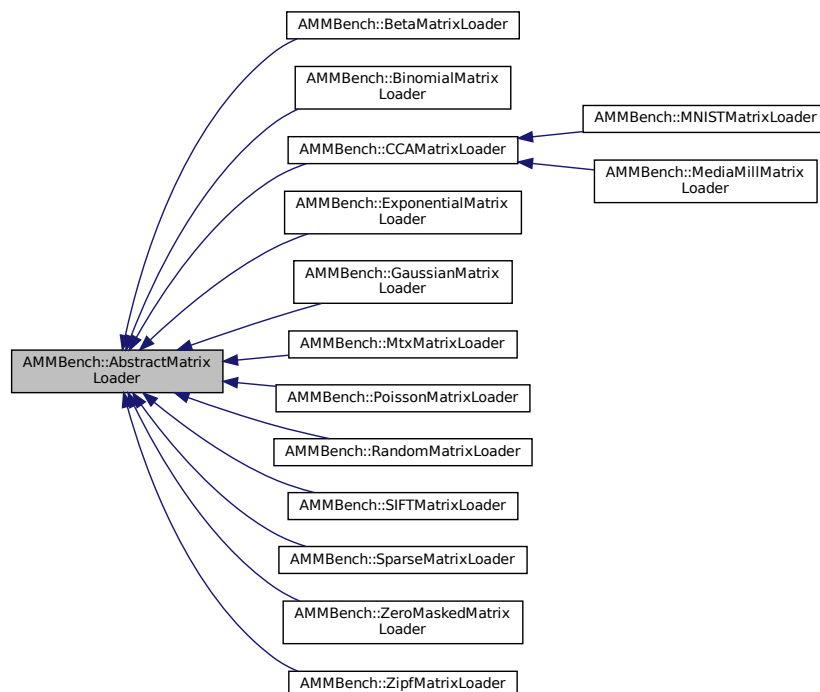 AMMBench::BetaMatrixLoader
AMMBench::BinomialMatrix
Loader
AMMBench::MNISTMatrixLoader
AMMBench::CCAMatrixLoader
AMMBench::MediaMillMatrix
Loader
AMMBench::ExponentialMatrix
Loader
AMMBench::GaussianMatrix
Loader
AMMBench::MtxMatrixLoader
AMMBench::AbstractMatrix
Loader
AMMBench::PoissonMatrixLoader
AMMBench::RandomMatrixLoader
AMMBench::SIFTMatrixLoader
AMMBench::SparseMatrixLoader
AMMBench::ZeroMaskedMatrix
Loader
AMMBench::ZipfMatrixLoader